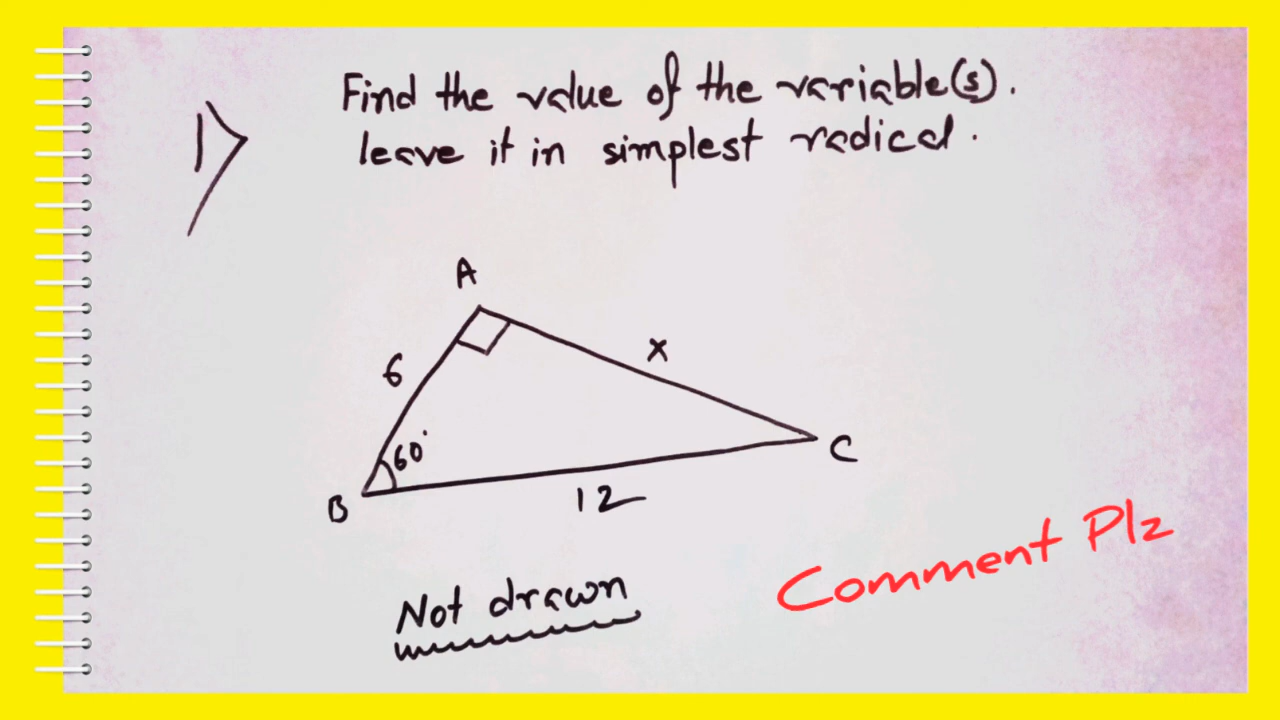 1) Find the value of the variable(s).
leave it in simplest radical.
A
6
x
60°
B
12
C
Not drawn
Comment Plz